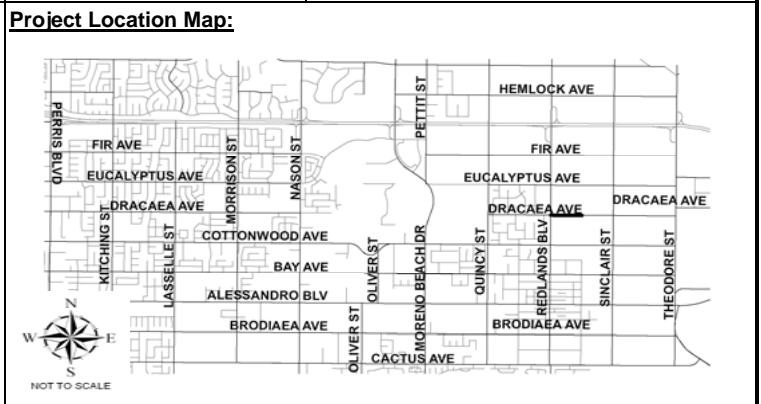 Project Location Map:
HEMLOCK AVE
PETTIT ST
PERRIS BLVD
FIR AVE
MORRISON ST
NASON ST
FIR AVE
EUCALYPTUS AVE
EUCALYPTUS AVE
DRACAEA AVE
DRACAEA AVE
DRACAEA AVE
KITCHING ST
LASSELLE ST
COTTONWOOD AVE
OLIVER ST
MORENO BEACH DR
QUINCY ST
REDLANDS BLV
SINCLAIR ST
THEODORE ST
BAY AVE
ALESSANDRO BLV
BRODIAEA AVE
BRODIAEA AVE
OLIVER ST
CACTUS AVE
N
W
E
S
NOT TO SCALE